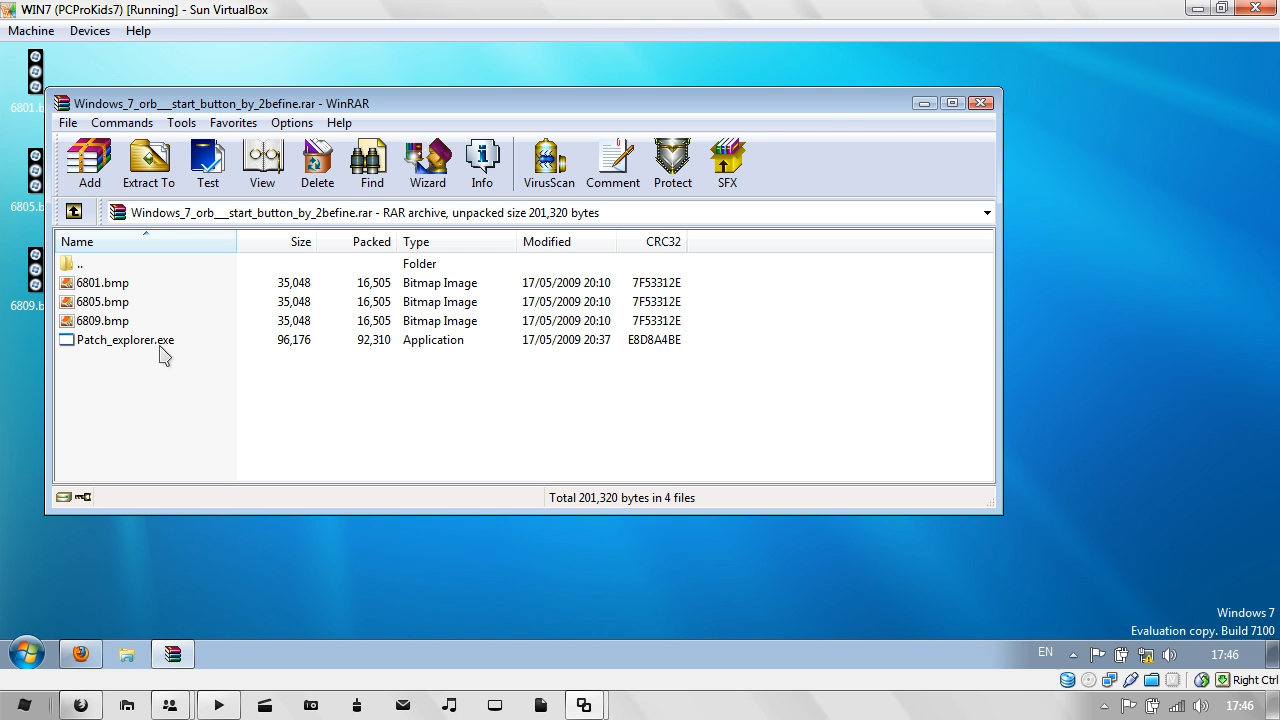 WIN7 (PCProKids7) [Running] - Sun VirtualBox
Machine Devices Help
6801.b
6805.b
6809.b
Windows_7_orb___start_button_by_2befine.rar - WinRAR
File Commands Tools Favorites Options Help
Add Extract To Test View Delete Find Wizard Info VirusScan Comment Protect SFX
Windows_7_orb___start_button_by_2befine.rar - RAR archive, unpacked size 201,320 bytes
Name Size Packed Type Modified CRC32
.. Folder
6801.bmp 35,048 16,505 Bitmap Image 17/05/2009 20:10 7F53312E
6805.bmp 35,048 16,505 Bitmap Image 17/05/2009 20:10 7F53312E
6809.bmp 35,048 16,505 Bitmap Image 17/05/2009 20:10 7F53312E
Patch_explorer.exe 96,176 92,310 Application 17/05/2009 20:37 E8D8A4BE
Total 201,320 bytes in 4 files
Windows 7
Evaluation copy. Build 7100
EN 17:46
Right Ctrl
17:46